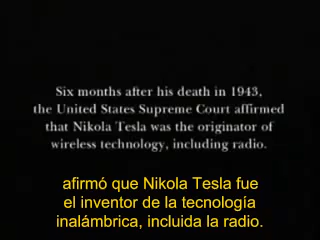 Six months after his death in 1943,
the United States Supreme Court affirmed
that Nikola Tesla was the originator of
wireless technology, including radio.
afirmó que Nikola Tesla fue
el inventor de la tecnología
inalámbrica, incluida la radio.